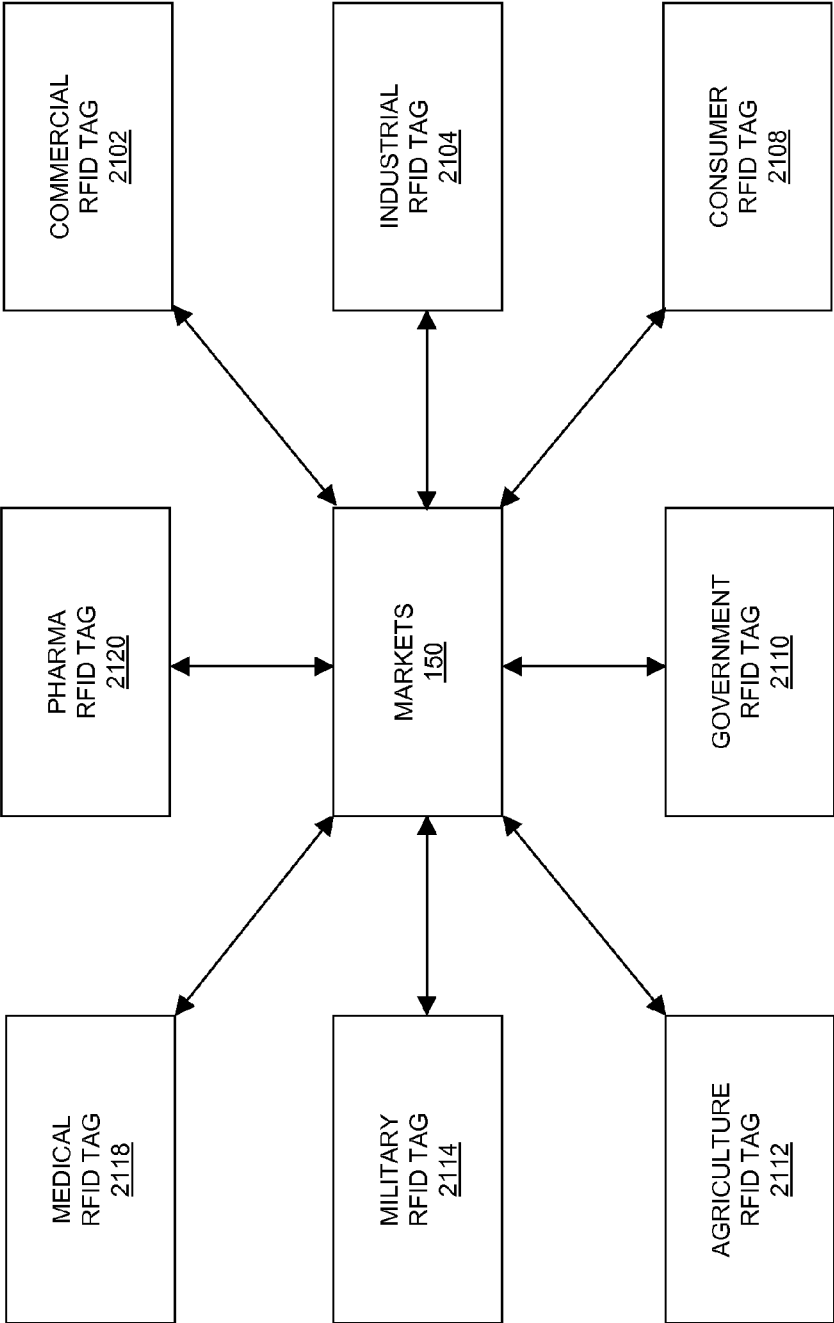 MEDICAL
RFID TAG
2118
PHARMA
RFID TAG
2120
COMMERCIAL
RFID TAG
2102
MILITARY
RFID TAG
2114
MARKETS
150
INDUSTRIAL
RFID TAG
2104
AGRICULTURE
RFID TAG
2112
GOVERNMENT
RFID TAG
2110
CONSUMER
RFID TAG
2108